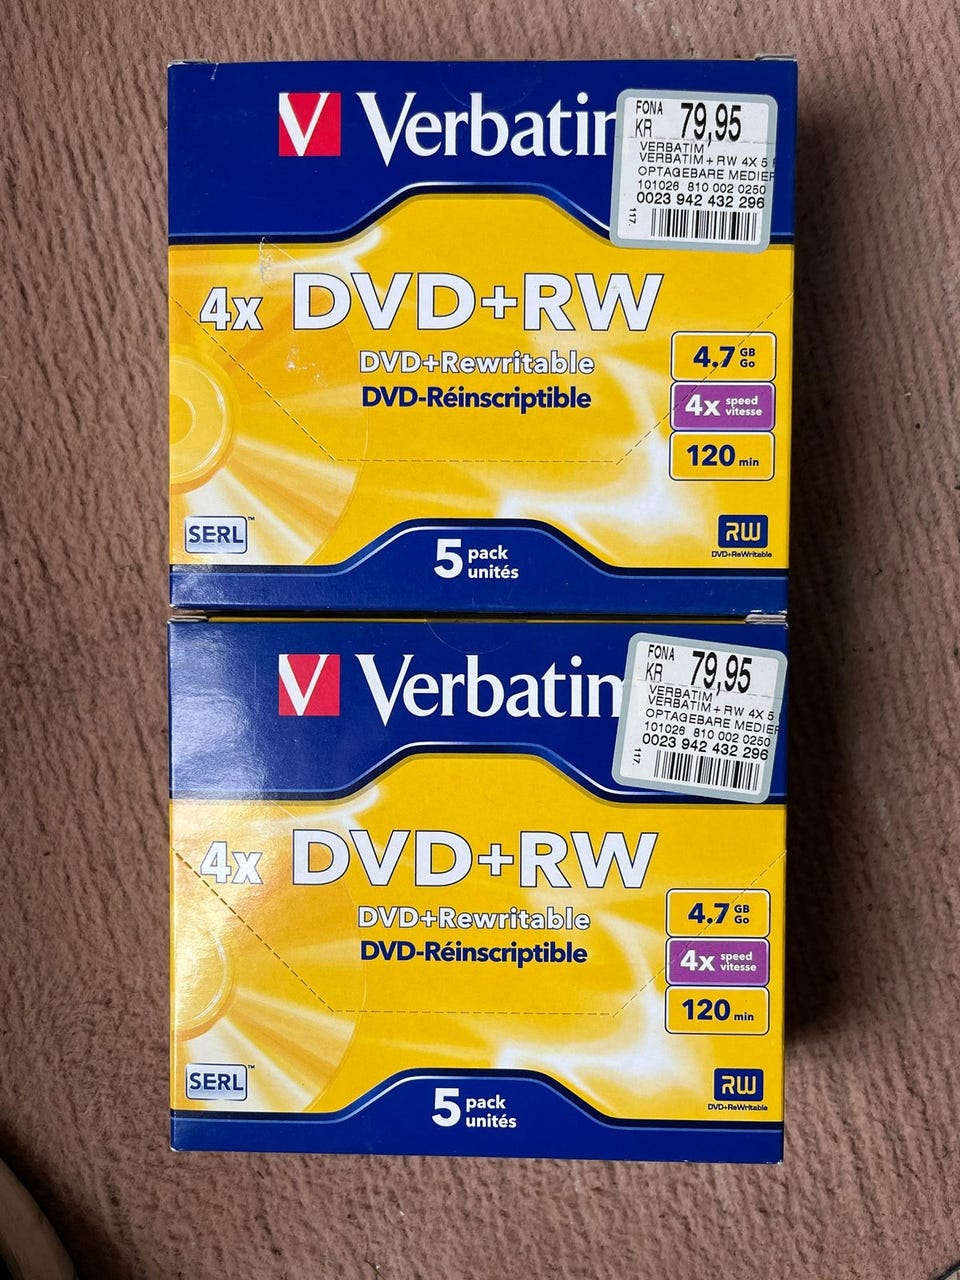 V Verbatim
FONA
KR 79,95
VERBATIM
VERBATIM + RW 4X 5
OPTAGEBARE MEDIER
101026 810 002 0250
0023 942 432 296
117.
4x DVD+RW
DVD+Rewritable
DVD-Réinscriptible
4.7 GB
Go
4x speed
vitesse
120 min
SERL™
RW
DVD+ReWritable
5 pack
unités
V Verbatim
FONA
KR 79,95
VERBATIM
VERBATIM + RW 4X 5
OPTAGEBARE MEDIER
101026 810 002 0250
0023 942 432 296
117.
4x DVD+RW
DVD+Rewritable
DVD-Réinscriptible
4.7 GB
Go
4x speed
vitesse
120 min
SERL™
RW
DVD+ReWritable
5 pack
unités